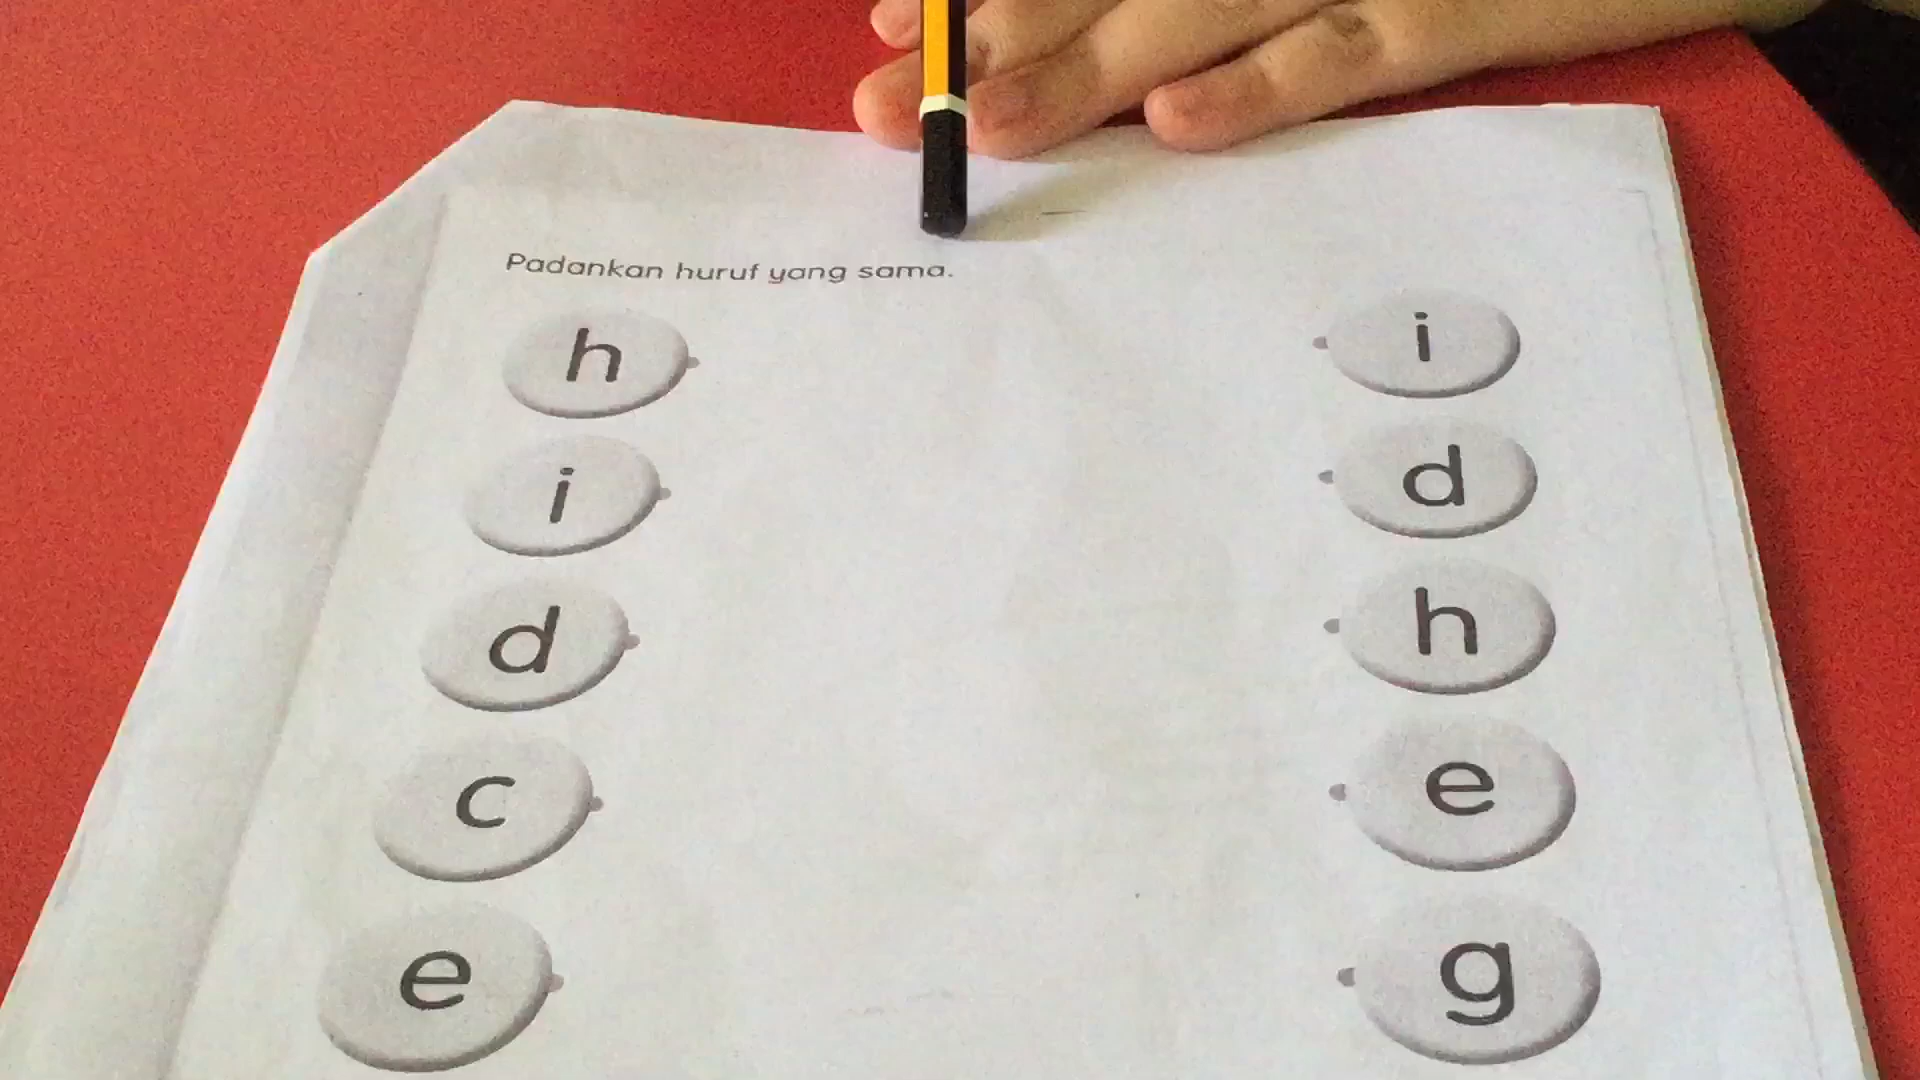 Padankan huruf yang sama.
h i
i d
d h
c e
e g